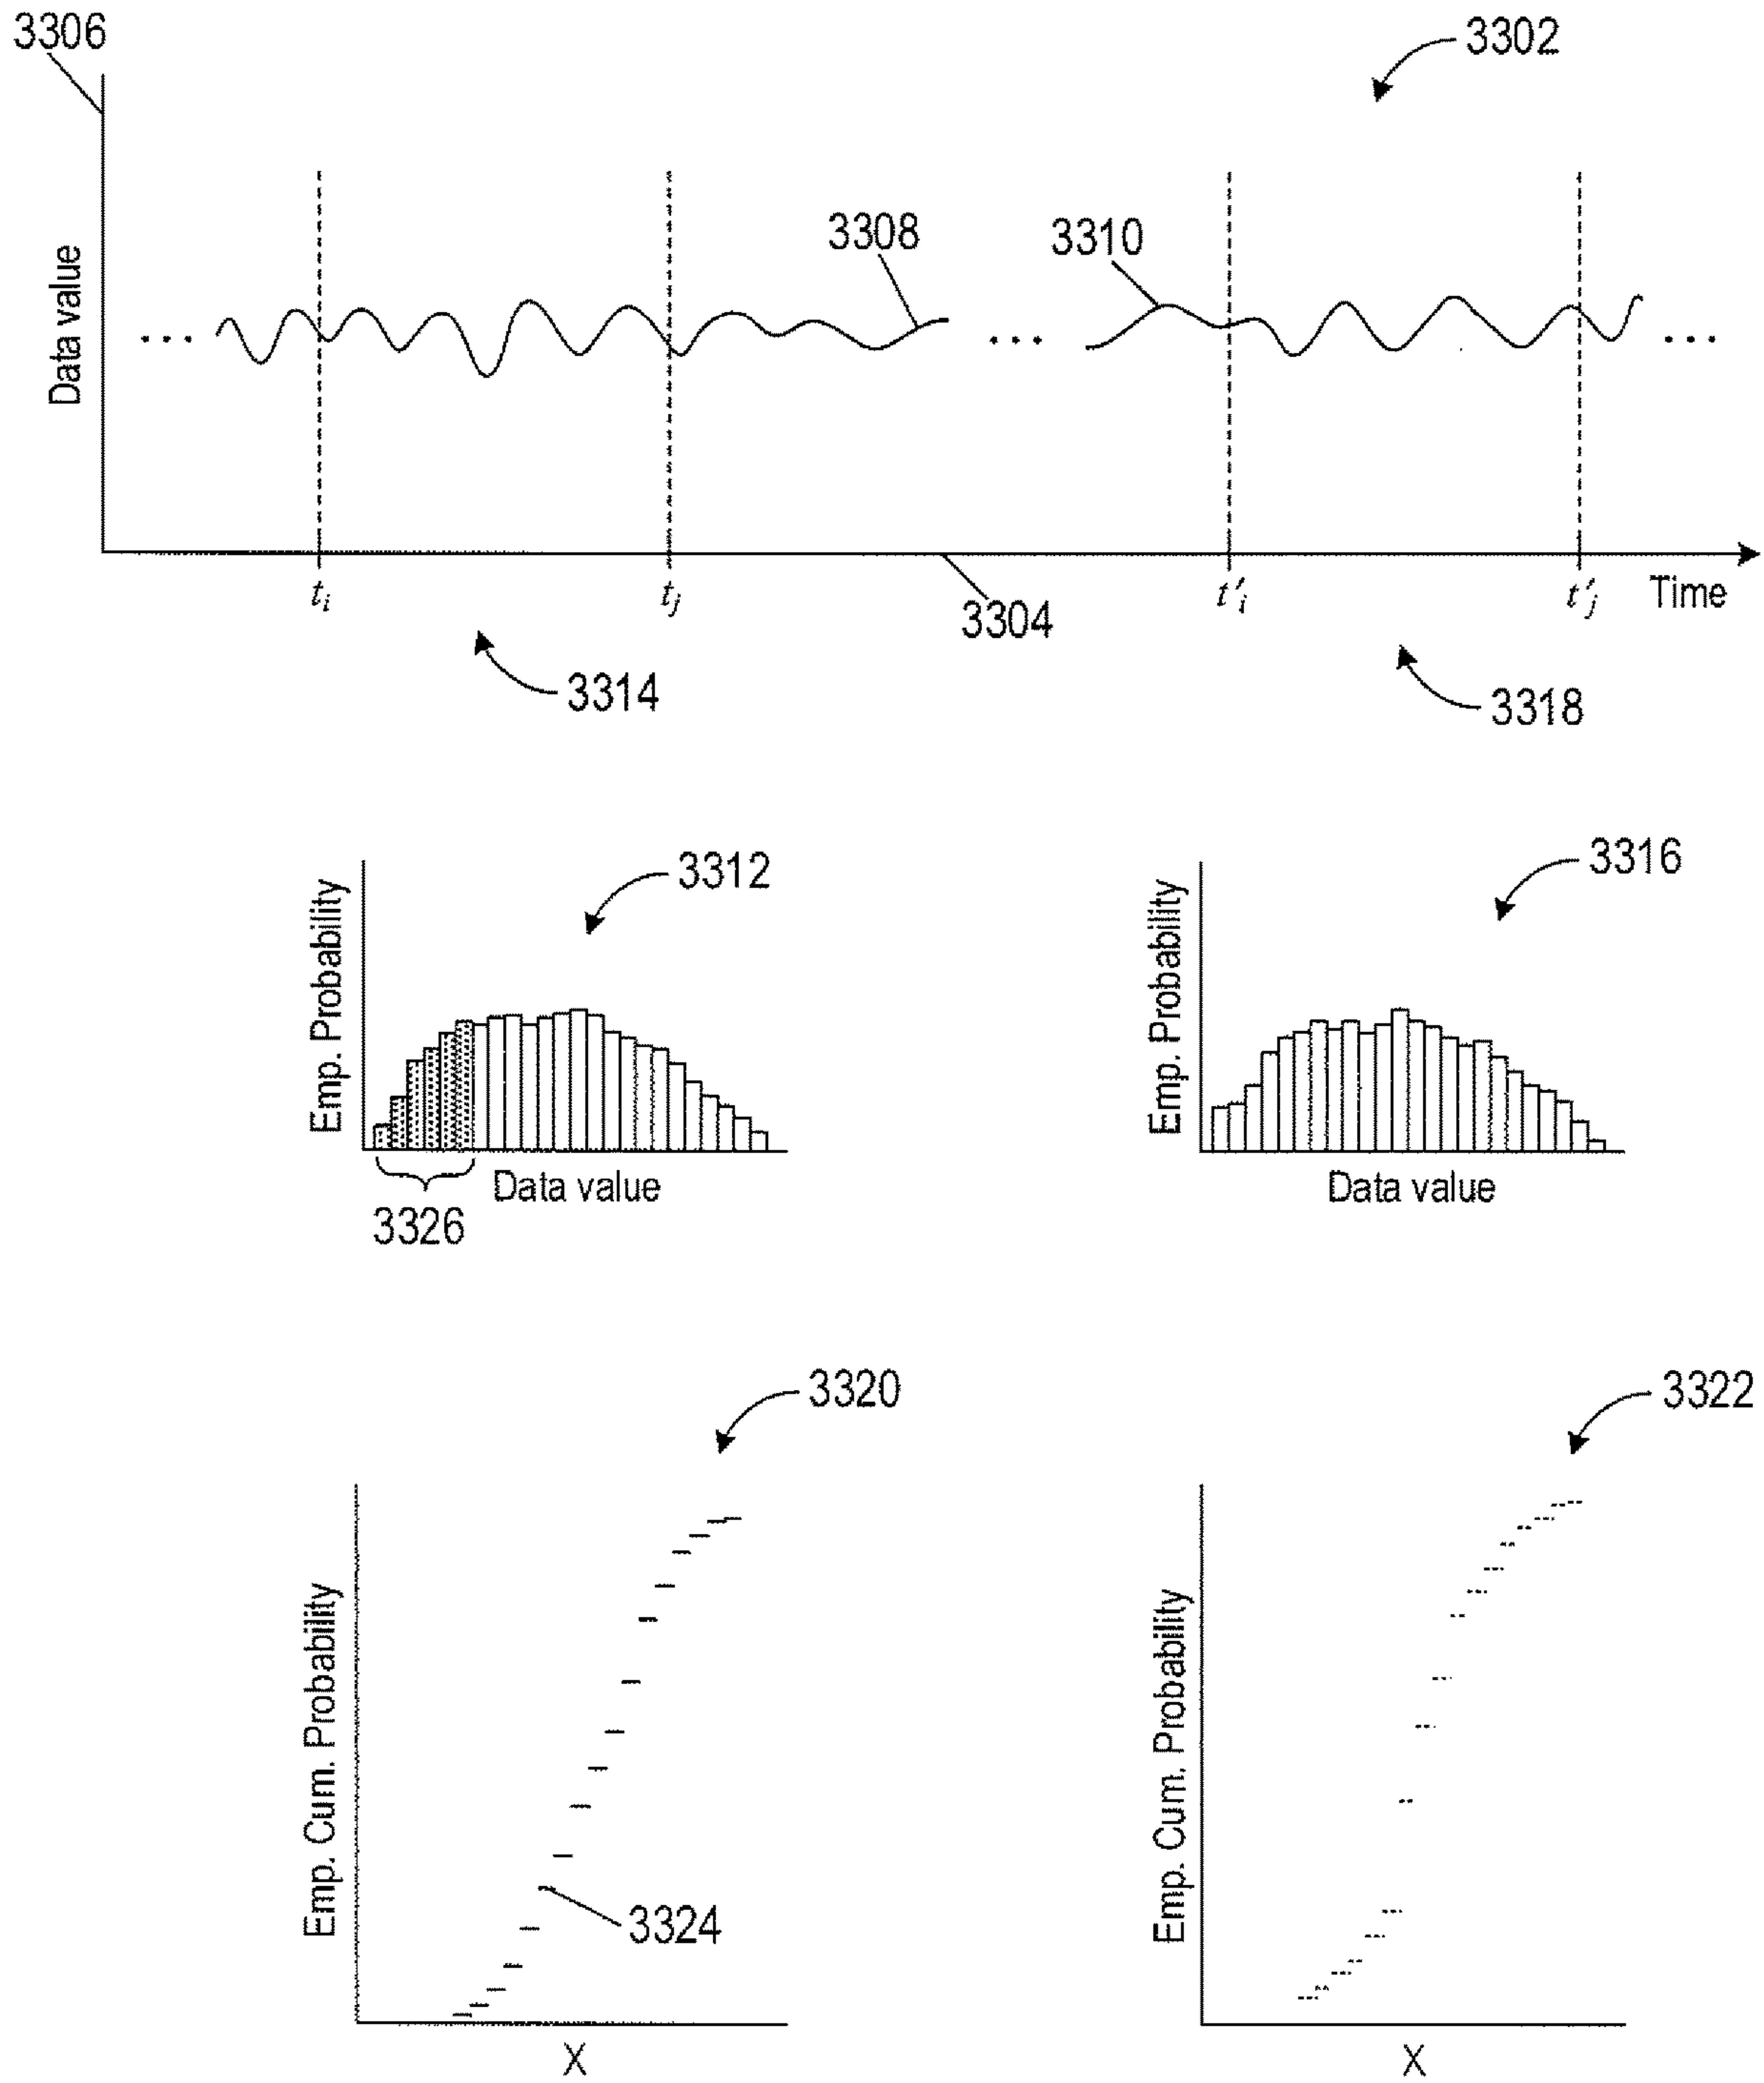 3306
3302
3308
3310
Data value
... ... ...
t_i t_j t'_i t'_j Time
3304
3314
3318
3312
3316
Emp. Probability
Emp. Probability
Data value
Data value
3326
3320
3322
Emp. Cum. Probability
Emp. Cum. Probability
3324
X
X